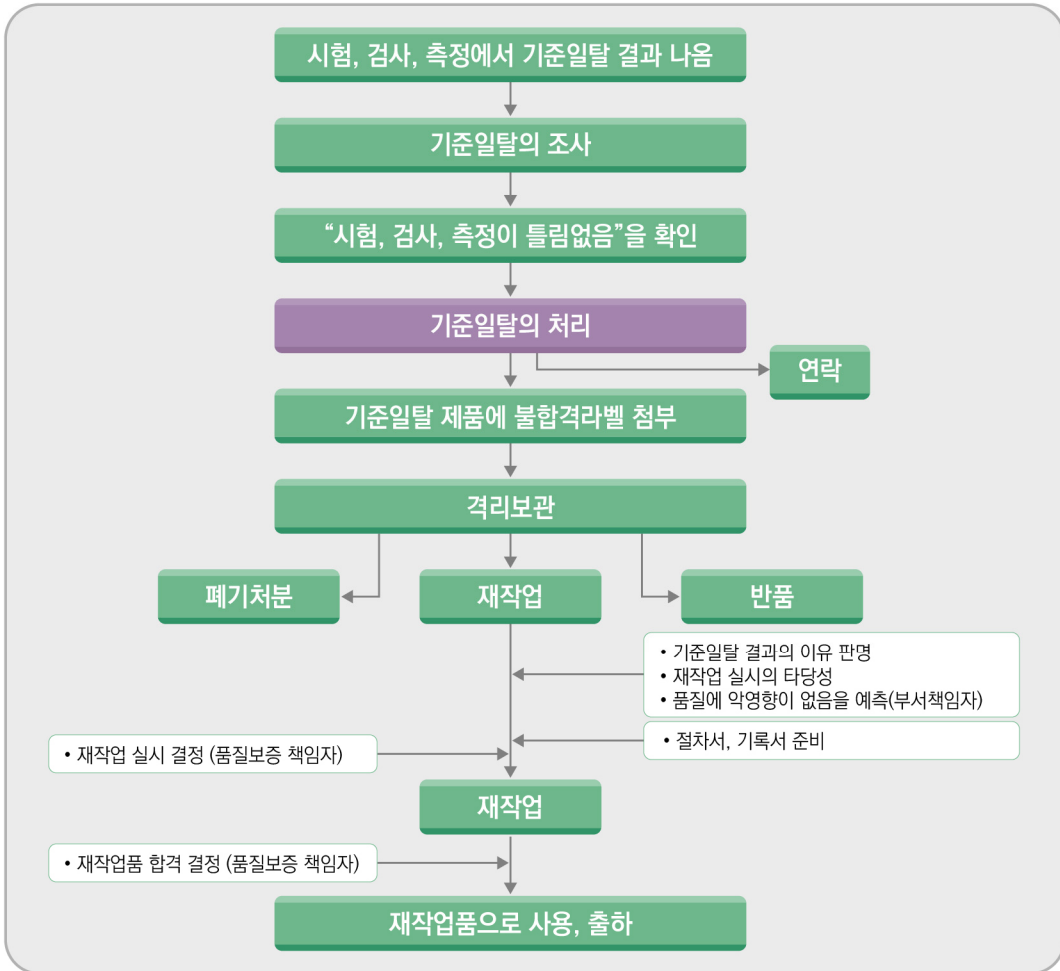 시험, 검사, 측정에서 기준일탈 결과 나옴
기준일탈의 조사
“시험, 검사, 측정이 틀림없음”을 확인
기준일탈의 처리
연락
기준일탈 제품에 불합격라벨 첨부
격리보관
폐기처분
재작업
반품
• 기준일탈 결과의 이유 판명
• 재작업 실시의 타당성
• 품질에 악영향이 없음을 예측(부서책임자)
• 절차서, 기록서 준비
• 재작업 실시 결정 (품질보증 책임자)
재작업
• 재작업품 합격 결정 (품질보증 책임자)
재작업품으로 사용, 출하